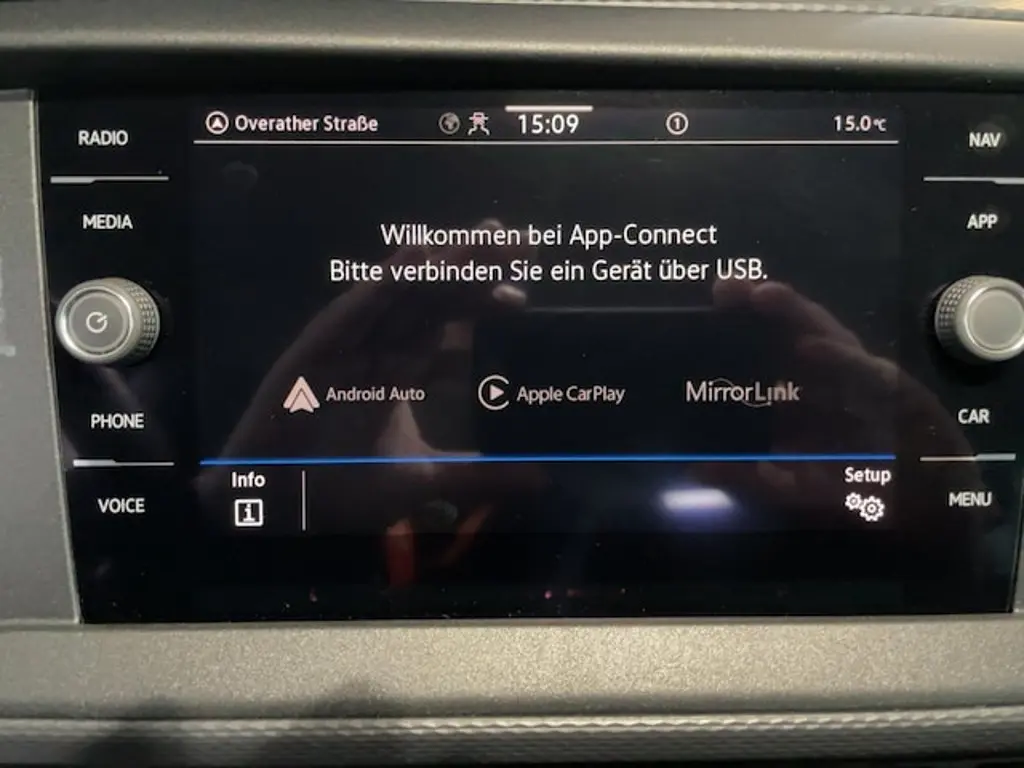 Overather Straße 15:09 1 15.0°C
RADIO
NAV
MEDIA
APP
Willkommen bei App-Connect
Bitte verbinden Sie ein Gerät über USB.
Android Auto
Apple CarPlay
MirrorLink
PHONE
CAR
Info
Setup
VOICE
MENU